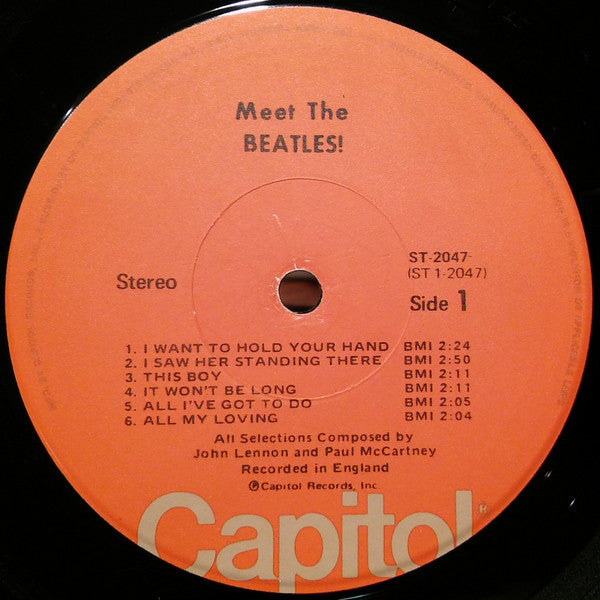 Meet The
BEATLES!
Stereo
ST-2047
(ST 1-2047)
Side 1
1. I WANT TO HOLD YOUR HAND BMI 2:24
2. I SAW HER STANDING THERE BMI 2:50
3. THIS BOY BMI 2:11
4. IT WON'T BE LONG BMI 2:11
5. ALL I'VE GOT TO DO BMI 2:05
6. ALL MY LOVING BMI 2:04
All Selections Composed by
John Lennon and Paul McCartney
Recorded in England
℗Capitol Records, Inc
Capitol®